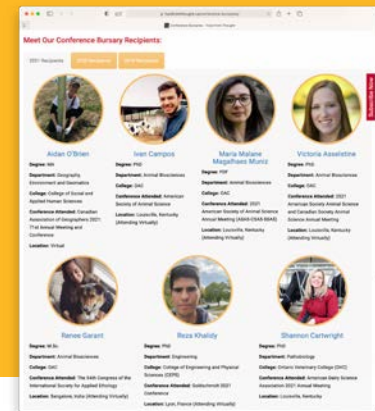 Meet Our Conference Bursary Recipients:
2021 Recipients
Subscribe Now
Aidan O'Brien
Degree: MA
Department: Geography, Environment and Geomatics
College: College of Social and Applied Human Sciences
Conference Attended: Canadian Association of Geographers 2021 71st Annual Meeting and Conference
Location: Virtual
Ivan Campos
Degree: PhD
Department: Animal Biosciences
College: OAC
Conference Attended: American Society of Animal Science
Location: Louisville, Kentucky (Attending Virtually)
Maria Malane Magalhaes Muniz
Degree: PDF
Department: Animal Biosciences
College: OAC
Conference Attended: 2021 American Society of Animal Science Annual Meeting
Location: Louisville, Kentucky (Attending Virtually)
Victoria Asselstine
Degree: PhD
Department: Animal Biosciences
College: OAC
Conference Attended: 2021 American Society Animal Science and Canadian Society Animal Science Annual Meeting
Location: Louisville, Kentucky (Attending Virtually)
Renee Garant
Degree: M.Sc.
Department: Animal Biosciences
College: OAC
Conference Attended: The 54th Congress of the International Society for Applied Ethology
Location: Bangalore, India (Attending Virtually)
Reza Khalidy
Degree: PhD
Department: Engineering
College: College of Engineering and Physical Sciences (CEPS)
Conference Attended: Goldschmidt 2021 Conference
Location: Lyon, France (Attending Virtually)
Shannon Cartwright
Degree: PhD
Department: Pathobiology
College: Ontario Veterinary College (OVC)
Conference Attended: American Dairy Science Association 2021 Annual Meeting
Location: Louisville, Kentucky (Attending Virtually)